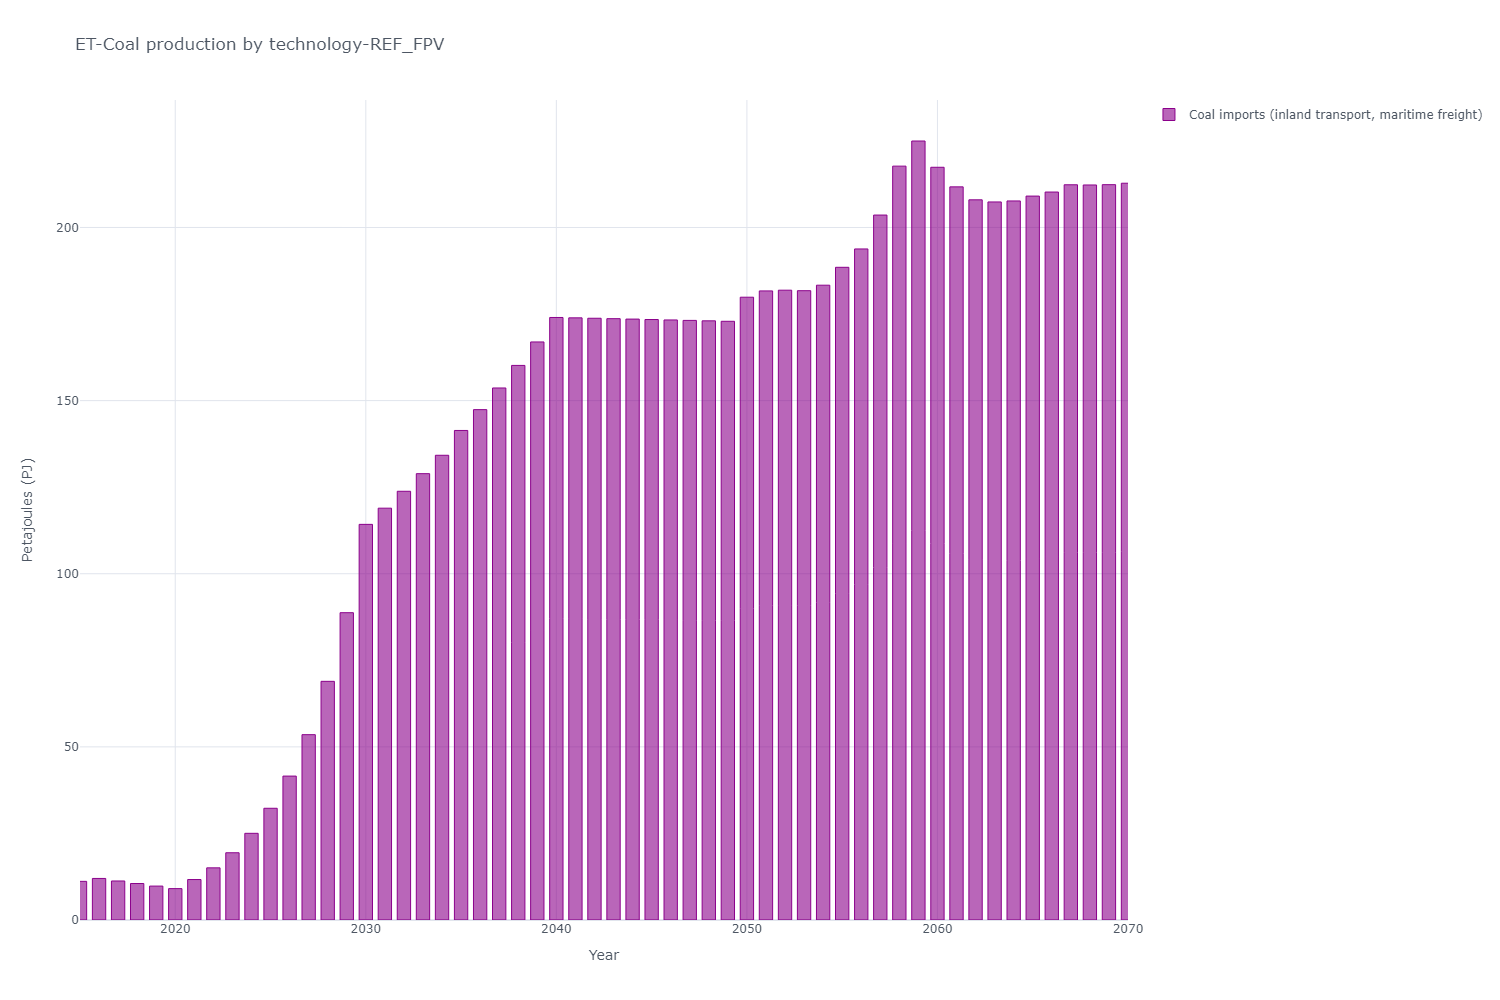 ET-Coal production by technology-REF_FPV
Coal imports (inland transport, maritime freight)
200
150
100
50
0
Petajoules (PJ)
2020
2030
2040
2050
2060
2070
Year